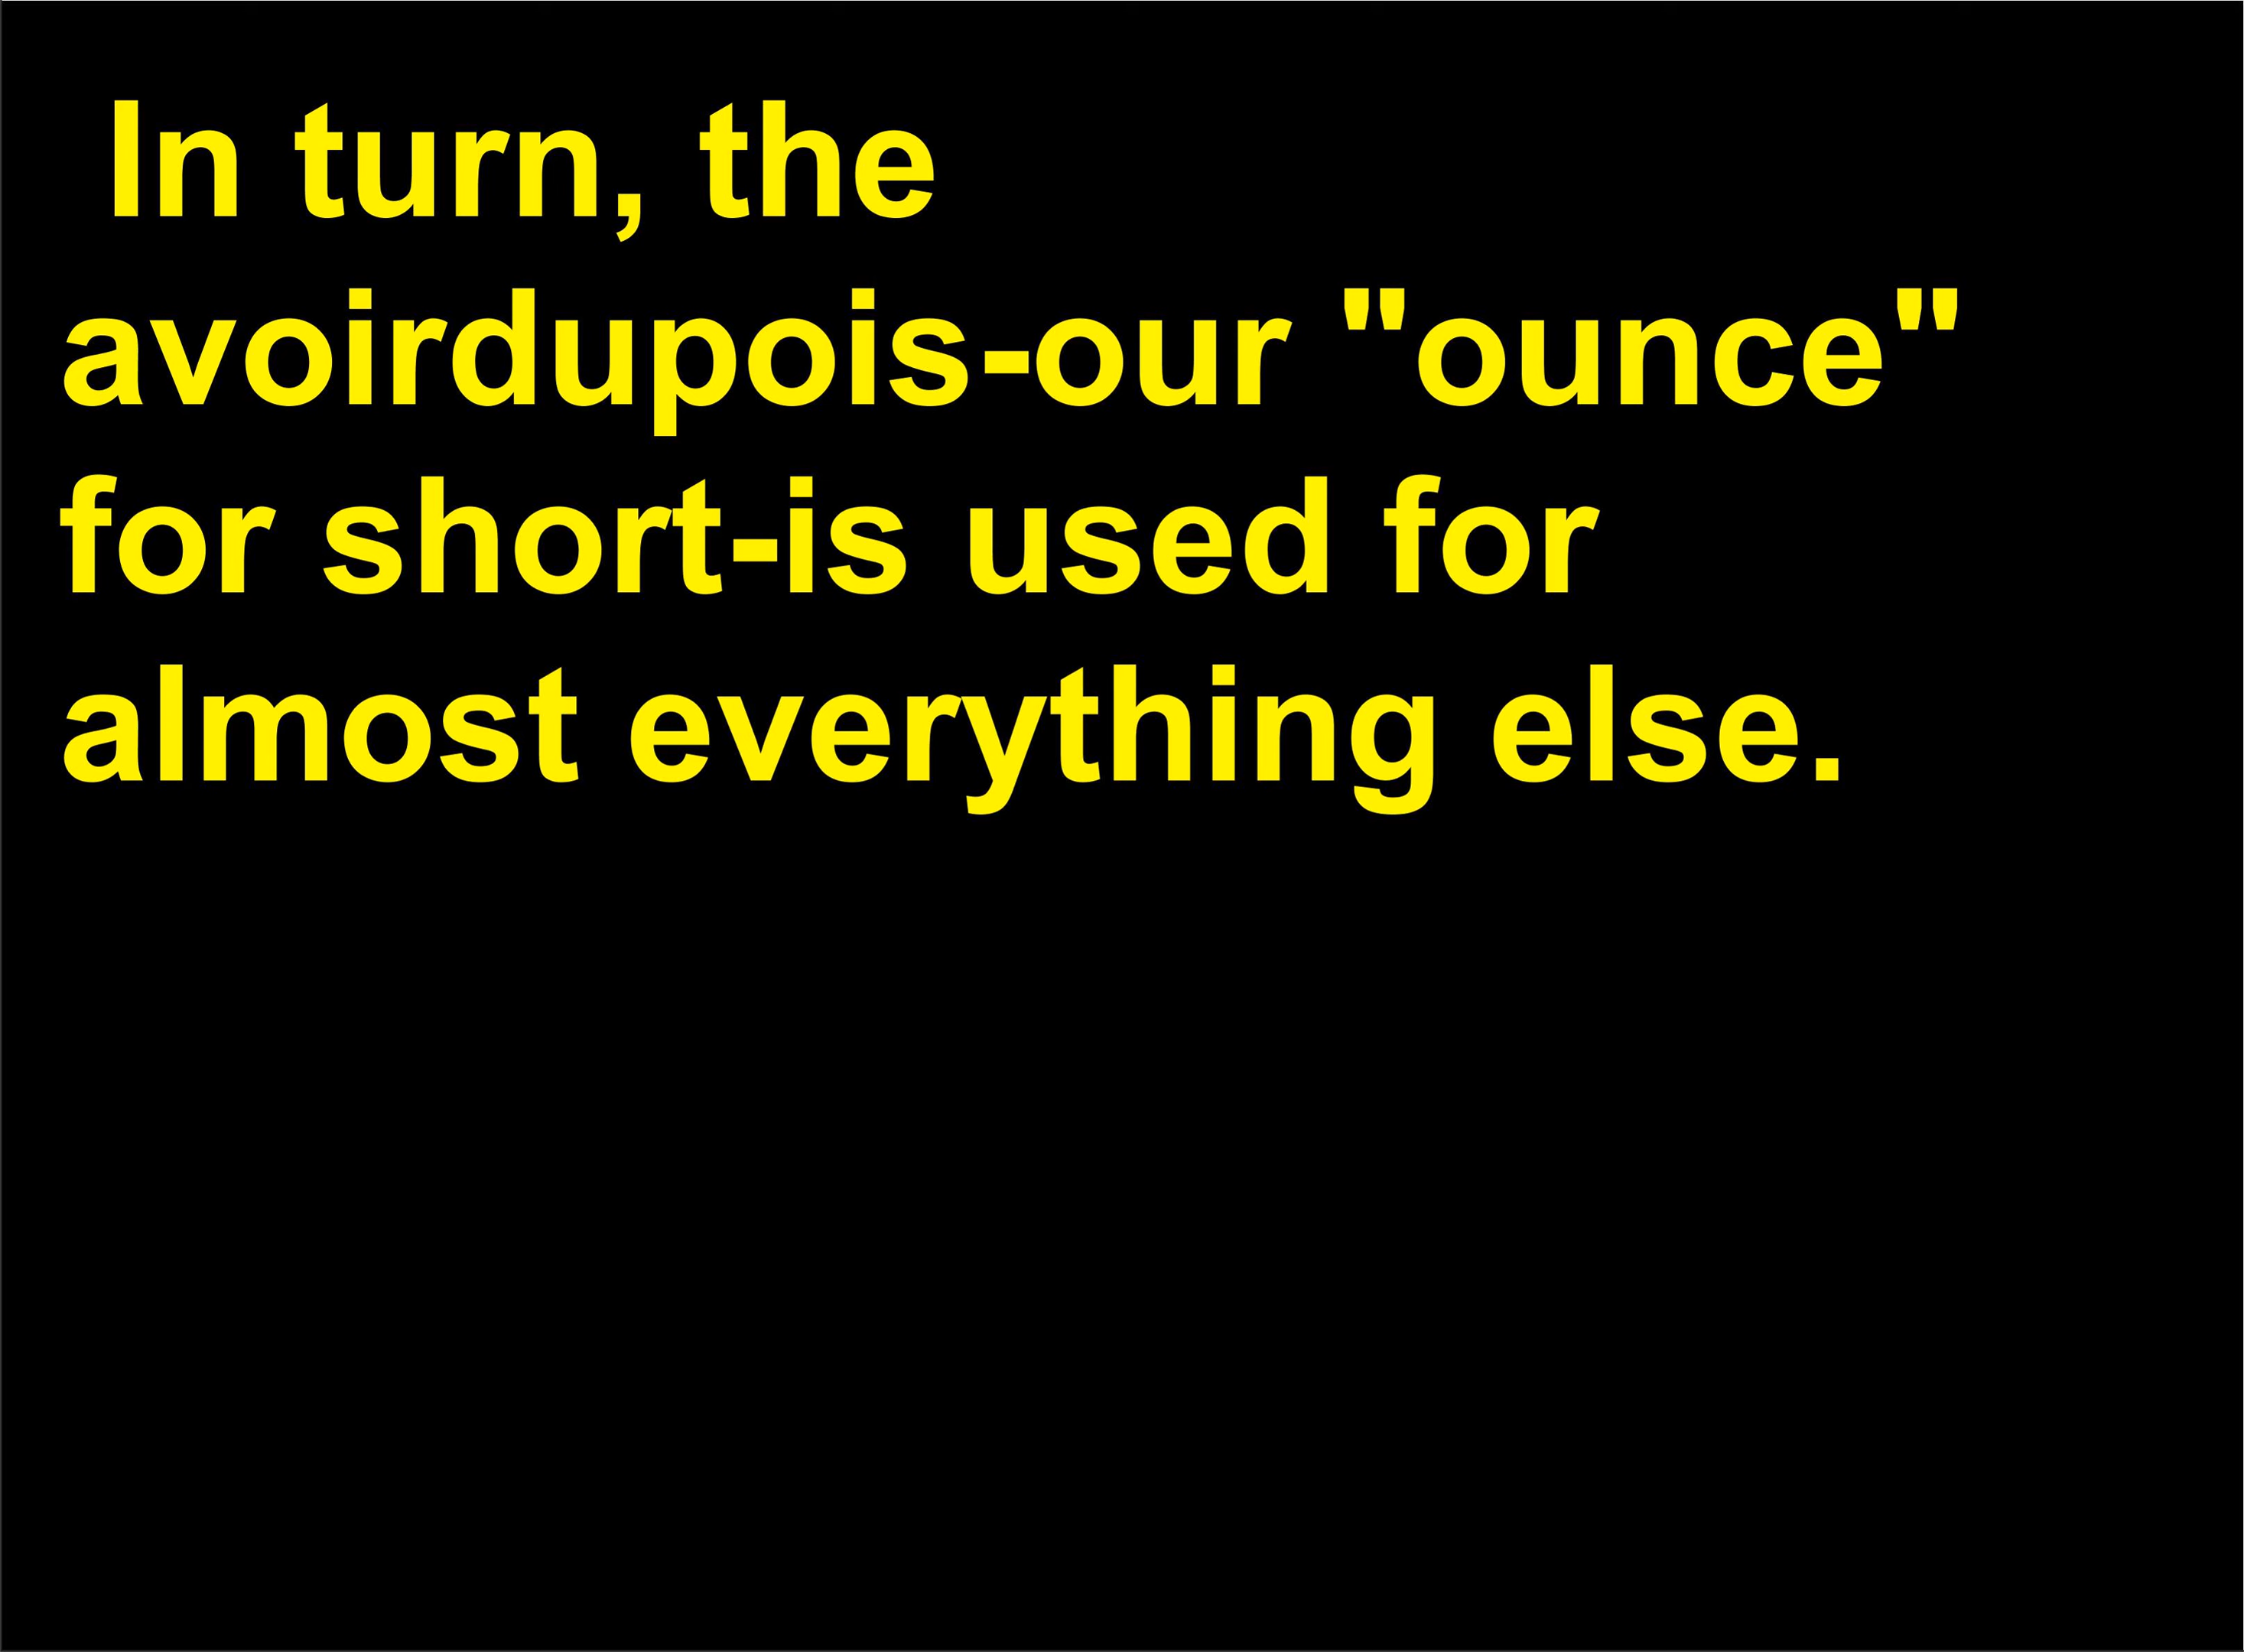 In turn, the
avoirdupois-our "ounce"
for short-is used for
almost everything else.